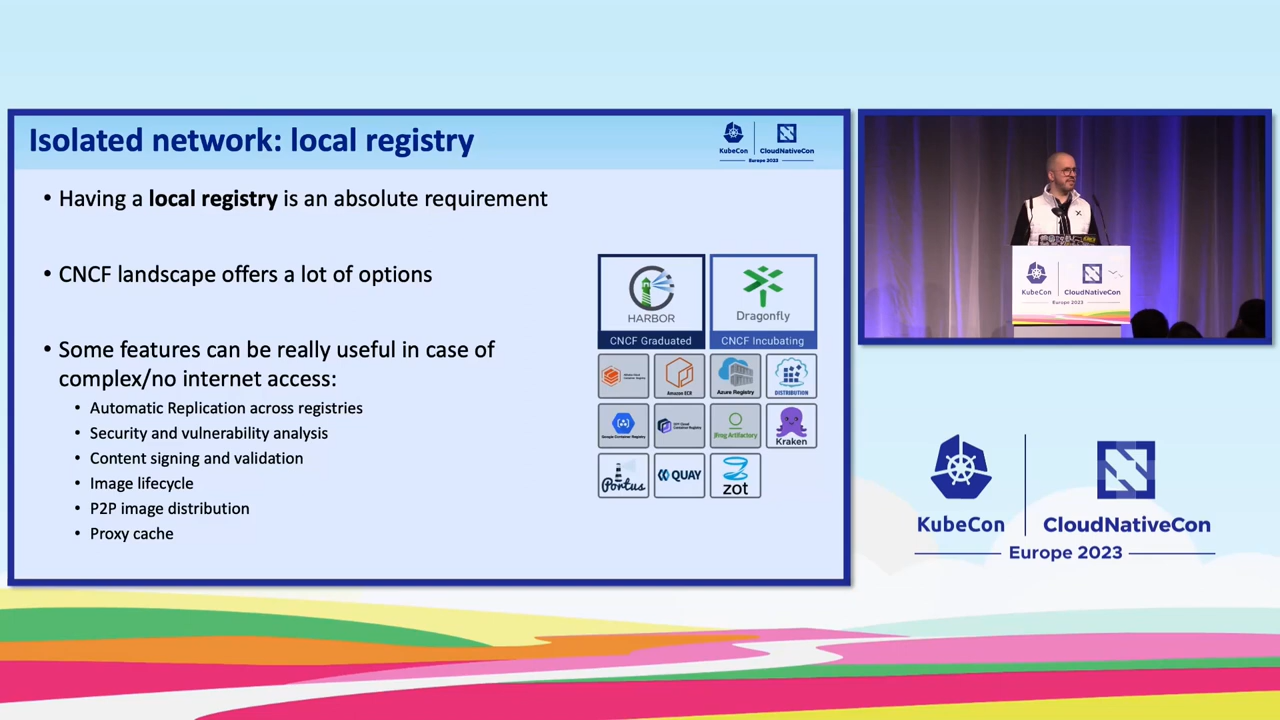 Isolated network: local registry
KubeCon
CloudNativeCon
Europe 2023
• Having a local registry is an absolute requirement
• CNCF landscape offers a lot of options
• Some features can be really useful in case of
complex/no internet access:
• Automatic Replication across registries
• Security and vulnerability analysis
• Content signing and validation
• Image lifecycle
• P2P image distribution
• Proxy cache
HARBOR
Dragonfly
CNCF Graduated
CNCF Incubating
Amazon ECR
Azure Registry
DISTRIBUTION
Google Container Registry
JFrog Artifactory
Kraken
Portus
QUAY
zot
KubeCon
CloudNativeCon
Europe 2023
KubeCon
CloudNativeCon
Europe 2023